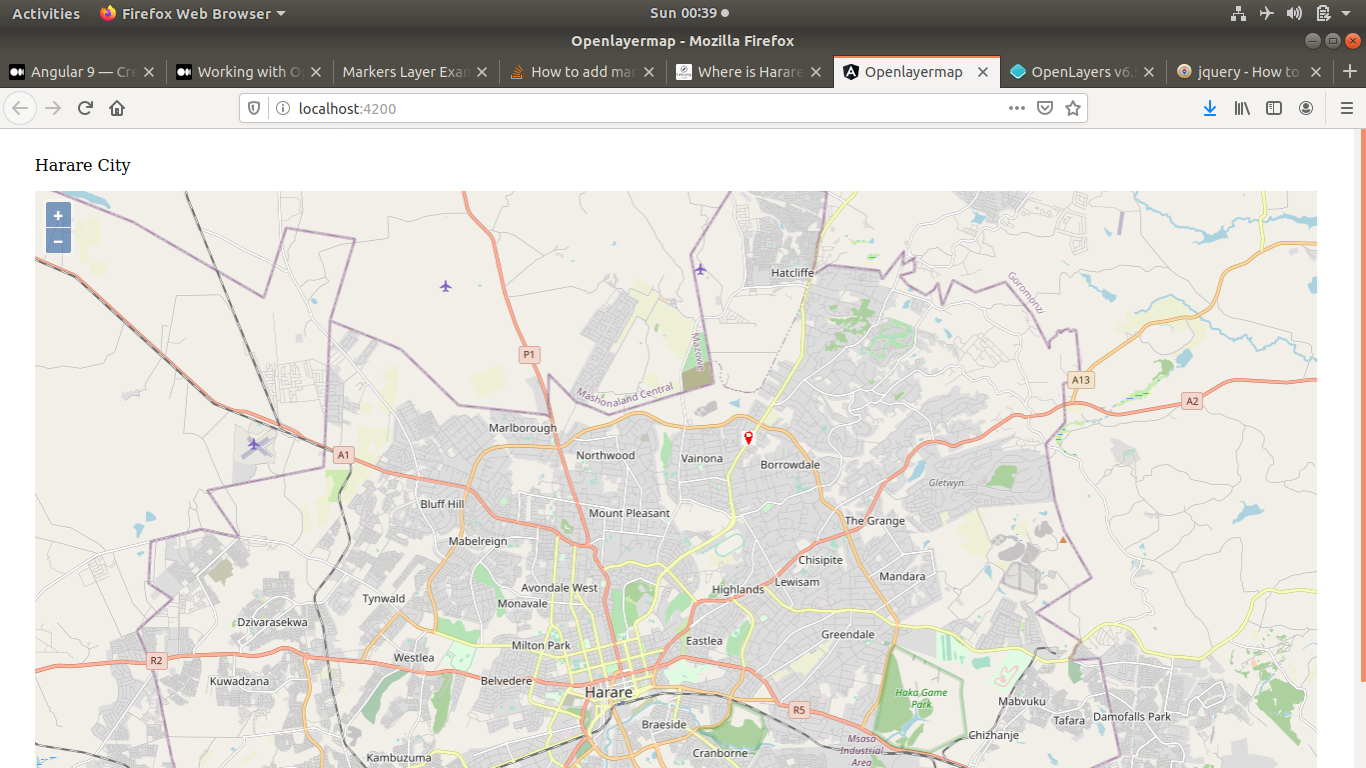 Activities Firefox Web Browser Sun 00:39
Openlayermap - Mozilla Firefox
Angular 9 — Cre Working with Op Markers Layer Exan How to add mar Where is Harare Openlayermap OpenLayers v6. jquery - How to
localhost:4200
Harare City
+
−
Hatcliffe
Goromonzi
Mazowe
P1
A13
Mashonaland Central
A2
Marlborough
A1
Northwood
Vainona
Borrowdale
Gletwyn
Bluff Hill
Mount Pleasant
The Grange
Mabelreign
Chisipite
Mandara
Avondale West
Highlands
Lewisam
Tynwald
Monavale
Dzivarasekwa
Greendale
Milton Park
Eastlea
R2
Westlea
Kuwadzana
Belvedere
Harare
Haka Game
Park
Mabvuku
R5
Tafara
Damofalls Park
Braeside
Chizhanje
Msasa
Industrial
Area
Cranborne
Kambuzuma